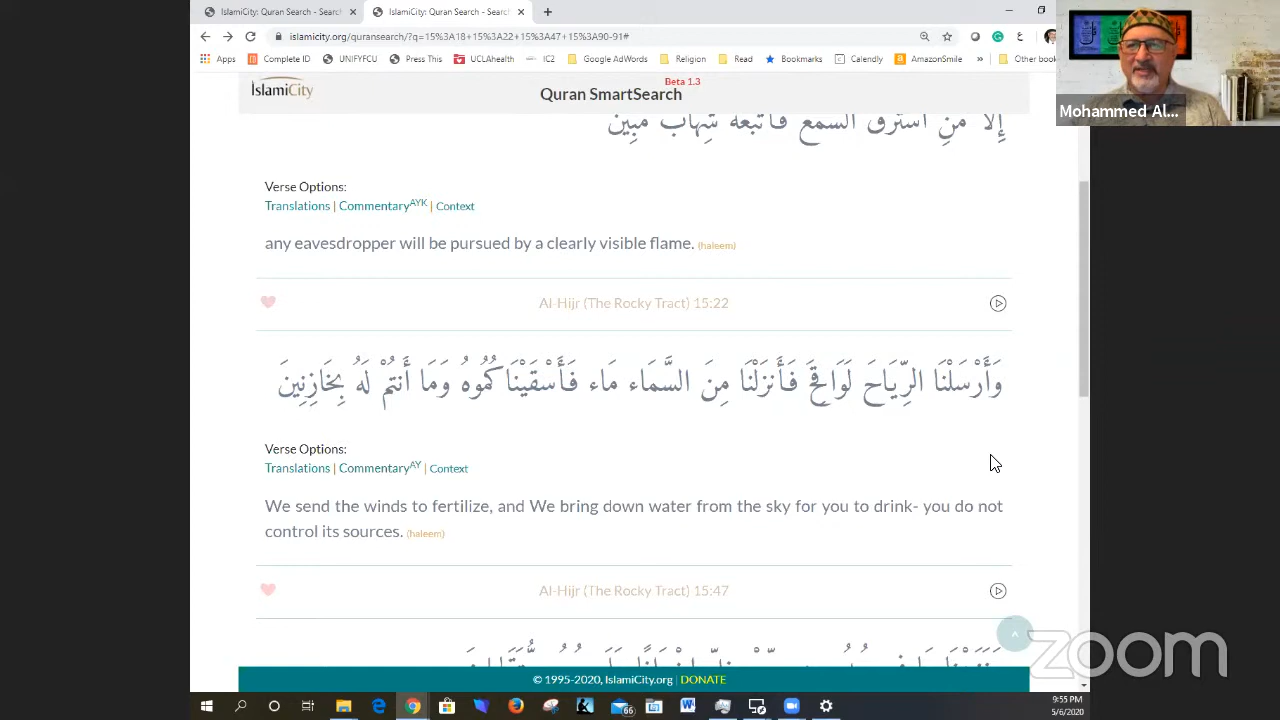 IslamiCity: Quran Search - Search
IslamiCity: Quran Search - Search
islamicity.org/quransearch/?q=15%3A18+15%3A22+15%3A47+15%3A90-91#
Apps
Complete ID
UNIFYFCU
Press This
UCLAHealth
IC2
Google AdWords
Religion
Read
Bookmarks
Calendly
AmazonSmile
Other book
Mohammed Al...
IslamiCity
Beta 1.3
Quran SmartSearch
إِلَّا مَنِ اسْتَرَقَ السَّمْعَ فَأَتْبَعَهُ شِهَابٌ مُّبِينٌ
Verse Options:
Translations | Commentary AYK | Context
any eavesdropper will be pursued by a clearly visible flame. (haleem)
Al-Hijr (The Rocky Tract) 15:22
وَأَرْسَلْنَا الرِّيَاحَ لَوَاقِحَ فَأَنزَلْنَا مِنَ السَّمَاء مَاء فَأَسْقَيْنَاكُمُوهُ وَمَا أَنتُمْ لَهُ بِخَازِنِينَ
Verse Options:
Translations | Commentary AY | Context
We send the winds to fertilize, and We bring down water from the sky for you to drink- you do not
control its sources. (haleem)
Al-Hijr (The Rocky Tract) 15:47
© 1995-2020, IslamiCity.org | DONATE
zoom
66
9:55 PM
5/6/2020